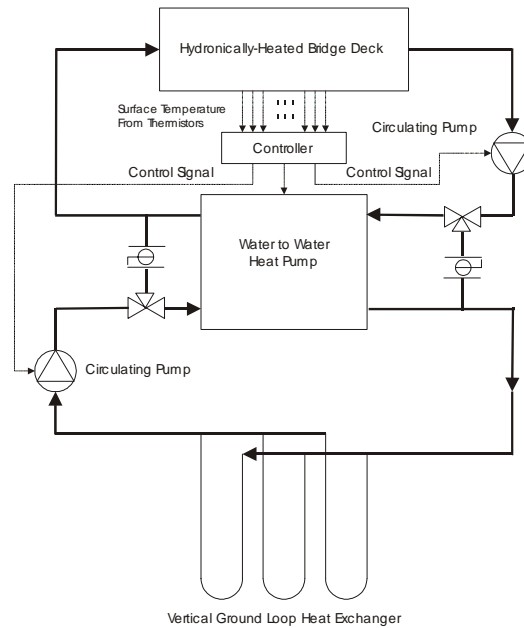 Hydronically-Heated Bridge Deck
Surface Temperature
From Thermistors
Circulating Pump
Controller
Control Signal
Control Signal
Water to Water
Heat Pump
Circulating Pump
Vertical Ground Loop Heat Exchanger